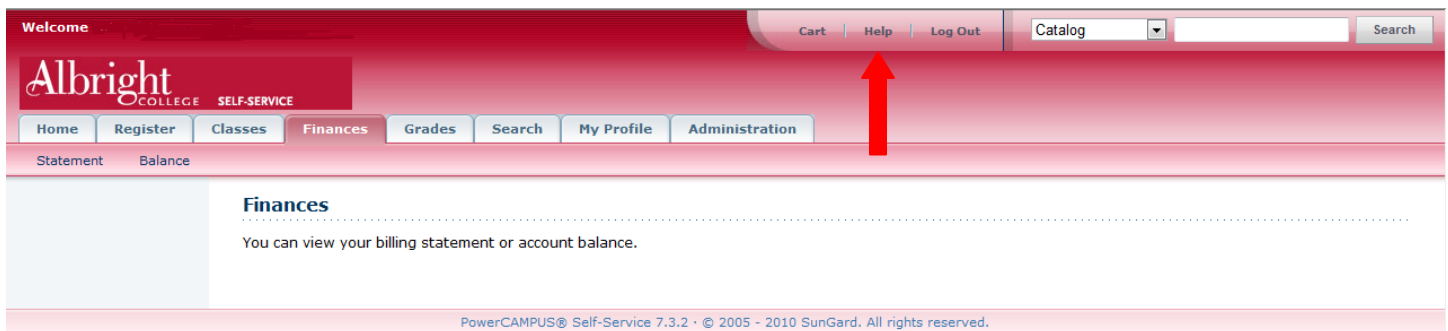 Welcome
Cart Help Log Out Catalog Search
Albright
COLLEGE SELF-SERVICE
Home Register Classes Finances Grades Search My Profile Administration
Statement Balance
Finances
You can view your billing statement or account balance.
PowerCAMPUS® Self-Service 7.3.2 · © 2005 - 2010 SunGard. All rights reserved.